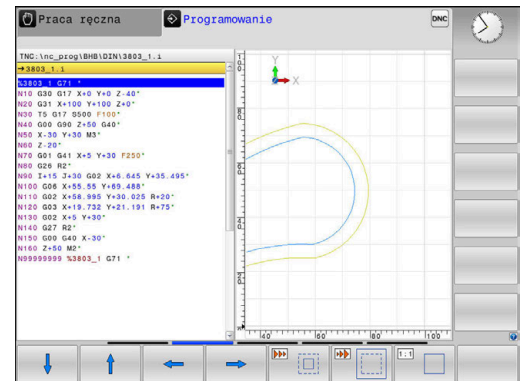 Praca ręczna
Programowanie
DNC
TNC:\nc_prog\BHB\DIN\3803_1.i
→3803_1.i
%3803_1 G71 *
N10 G30 G17 X+0 Y+0 Z-40*
N20 G31 X+100 Y+100 Z+0*
N30 T5 G17 S500 F100*
N40 G00 G90 Z+50 G40*
N50 X-30 Y+30 M3*
N60 Z-20*
N70 G01 G41 X+5 Y+30 F250*
N80 G26 R2*
N90 I+15 J+30 G02 X+6.645 Y+35.495*
N100 G06 X+55.55 Y+69.488*
N110 G02 X+58.995 Y+30.025 R+20*
N120 G03 X+19.732 Y+21.191 R+75*
N130 G02 X+5 Y+30*
N140 G27 R2*
N150 G00 G40 X-30*
N160 Z+50 M2*
N99999999 %3803_1 G71 *
Y
X
40
60
80
100
1:1